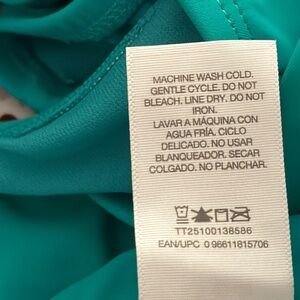 MACHINE WASH COLD.
GENTLE CYCLE. DO NOT
BLEACH. LINE DRY. DO NOT
IRON.
LAVAR A MÁQUINA CON
AGUA FRÍA. CICLO
DELICADO. NO USAR
BLANQUEADOR. SECAR
COLGADO. NO PLANCHAR.
TT25100138586
EAN/UPC 0 96611815706